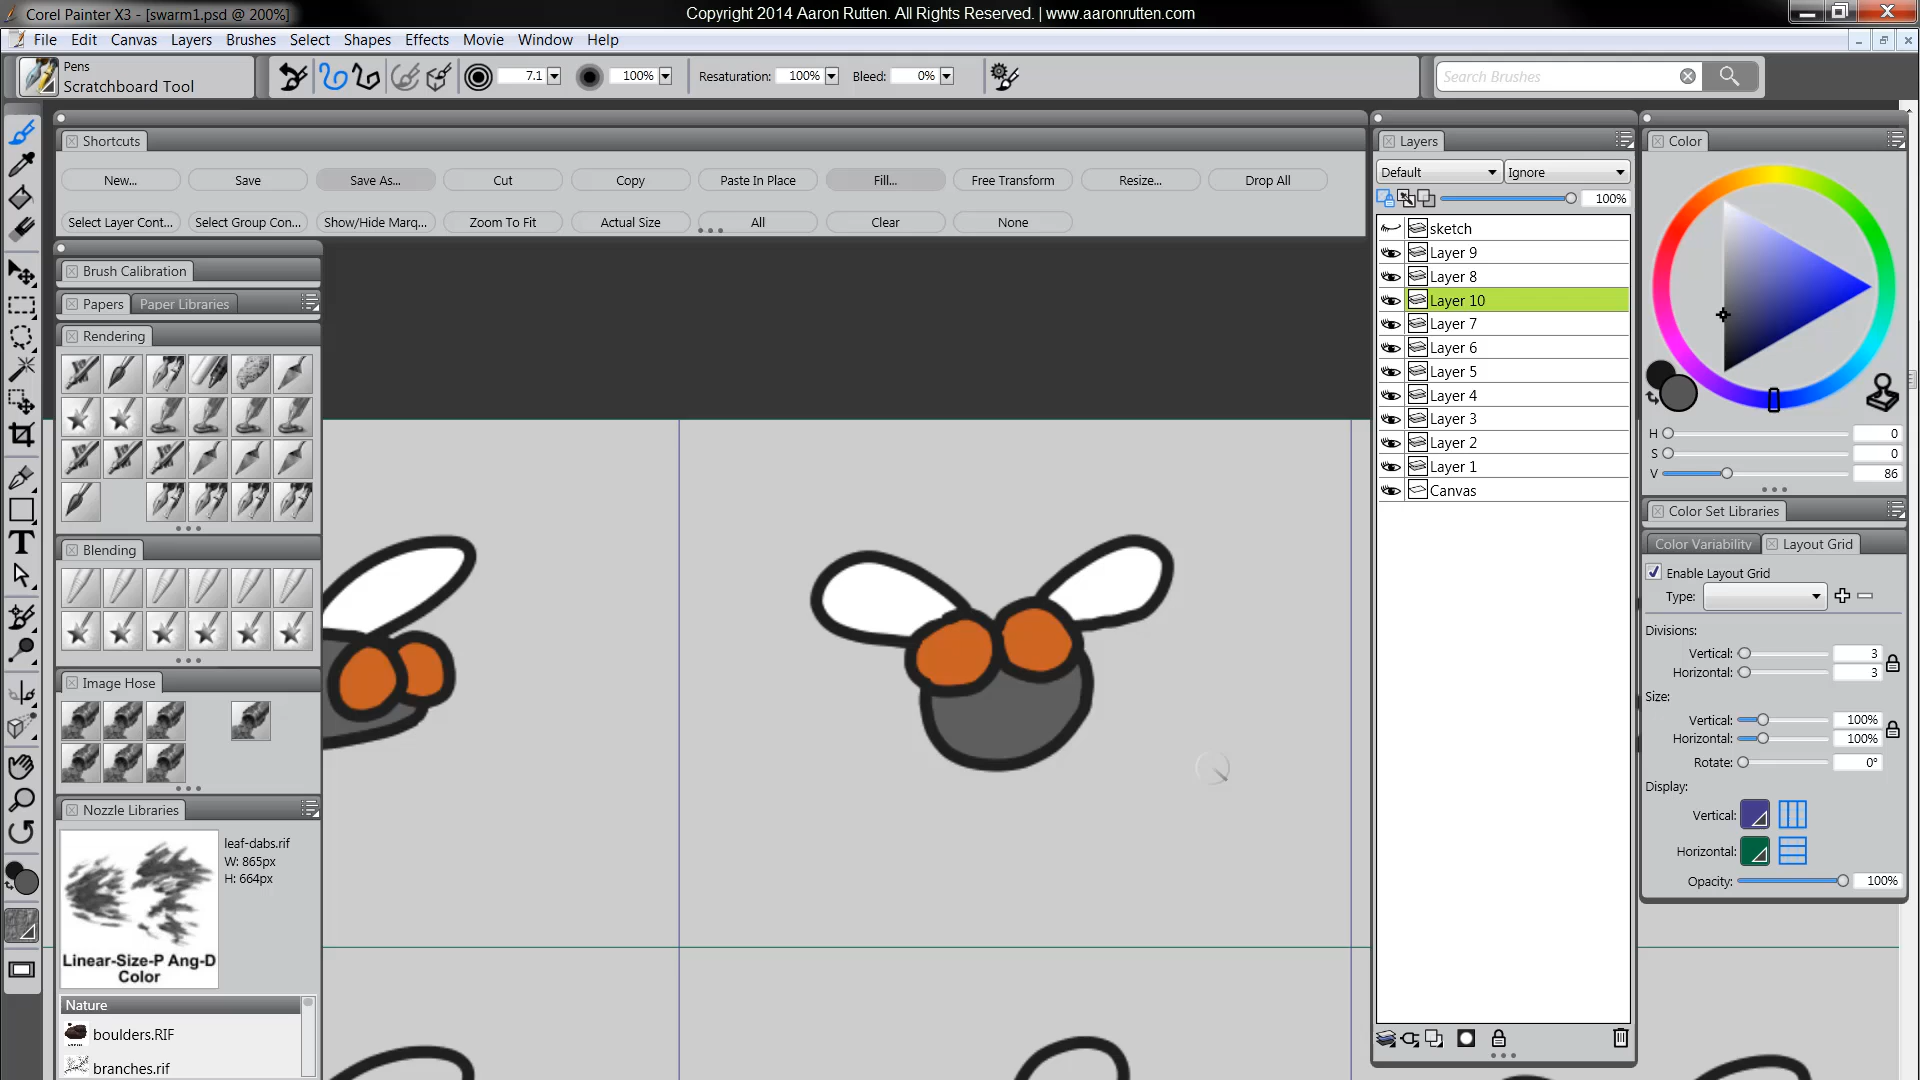 Corel Painter X3 - [swarm1.psd @ 200%]
Copyright 2014 Aaron Rutten. All Rights Reserved. | www.aaronrutten.com
File Edit Canvas Layers Brushes Select Shapes Effects Movie Window Help
Pens
Scratchboard Tool
7.1 100% Resaturation: 100% Bleed: 0%
Search Brushes
Shortcuts
New... Save Save As... Cut Copy Paste In Place Fill... Free Transform Resize... Drop All
Select Layer Cont... Select Group Con... Show/Hide Marq... Zoom To Fit Actual Size All Clear None
Brush Calibration
Papers Paper Libraries
Rendering
Blending
Image Hose
Nozzle Libraries
leaf-dabs.rif
W: 865px
H: 664px
Linear-Size-P Ang-D
Color
Nature
boulders.RIF
branches.rif
Layers
Default Ignore
100%
sketch
Layer 9
Layer 8
Layer 10
Layer 7
Layer 6
Layer 5
Layer 4
Layer 3
Layer 2
Layer 1
Canvas
Color
H 0
S 0
V 86
Color Set Libraries
Color Variability Layout Grid
Enable Layout Grid
Type:
Divisions:
Vertical: 3
Horizontal: 3
Size:
Vertical: 100%
Horizontal: 100%
Rotate: 0°
Display:
Vertical:
Horizontal:
Opacity: 100%